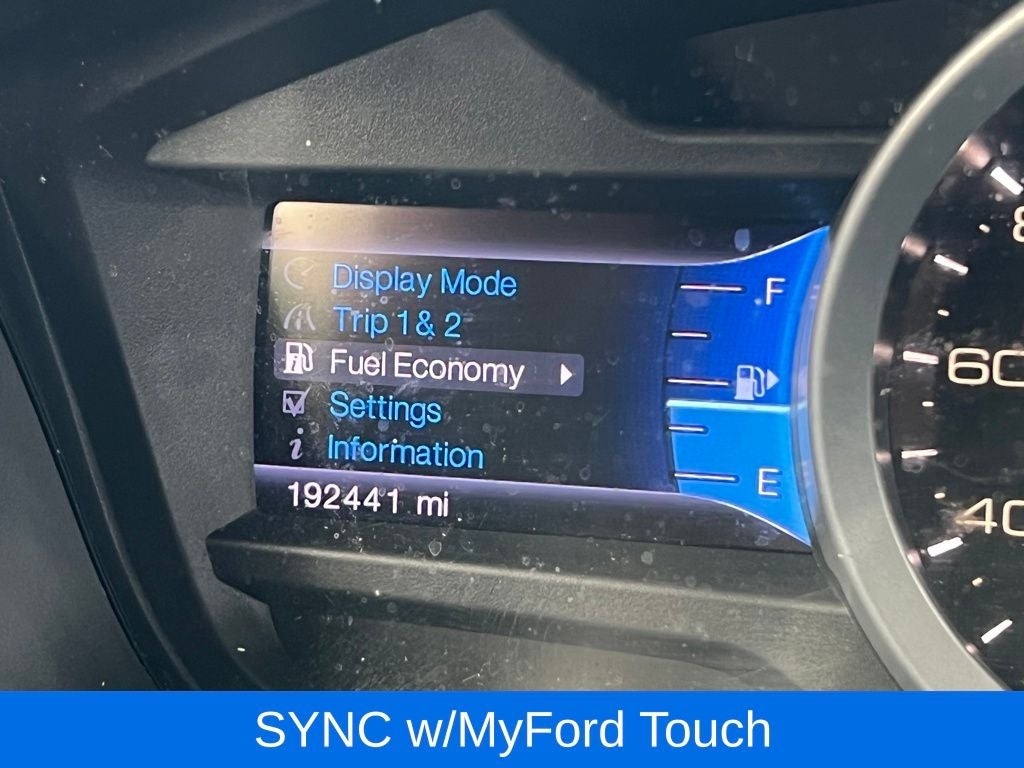 Display Mode
F
Trip 1 & 2
Fuel Economy
60
Settings
Information
E
192441 mi
40
SYNC w/MyFord Touch